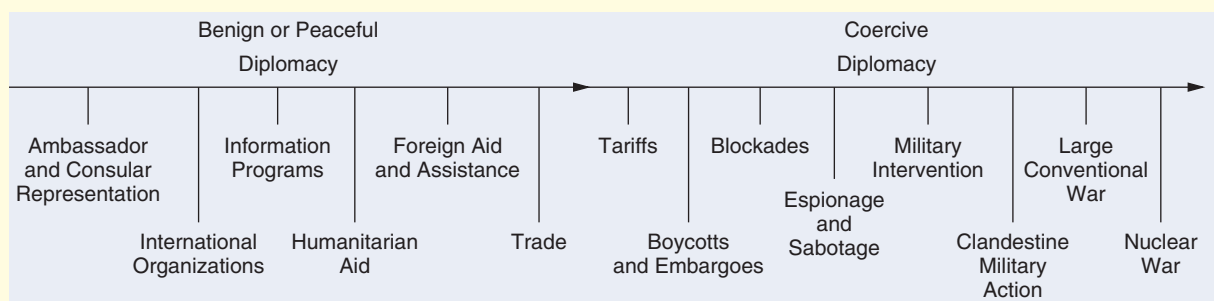 Benign or Peaceful
Diplomacy
Coercive
Diplomacy
Ambassador
and Consular
Representation
International
Organizations
Information
Programs
Humanitarian
Aid
Foreign Aid
and Assistance
Trade
Tariffs
Boycotts
and Embargoes
Blockades
Espionage
and
Sabotage
Military
Intervention
Clandestine
Military
Action
Large
Conventional
War
Nuclear
War